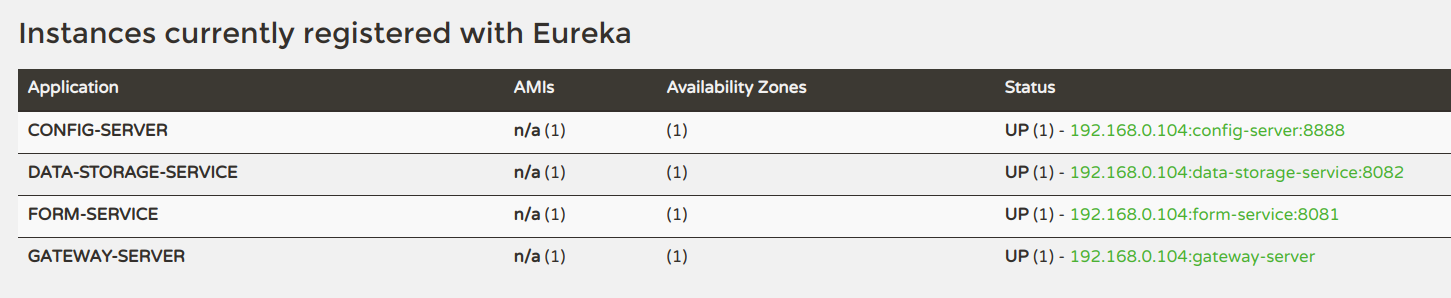 Instances currently registered with Eureka
Application AMIs Availability Zones Status
CONFIG-SERVER n/a (1) (1) UP (1) - 192.168.0.104:config-server:8888
DATA-STORAGE-SERVICE n/a (1) (1) UP (1) - 192.168.0.104:data-storage-service:8082
FORM-SERVICE n/a (1) (1) UP (1) - 192.168.0.104:form-service:8081
GATEWAY-SERVER n/a (1) (1) UP (1) - 192.168.0.104:gateway-server